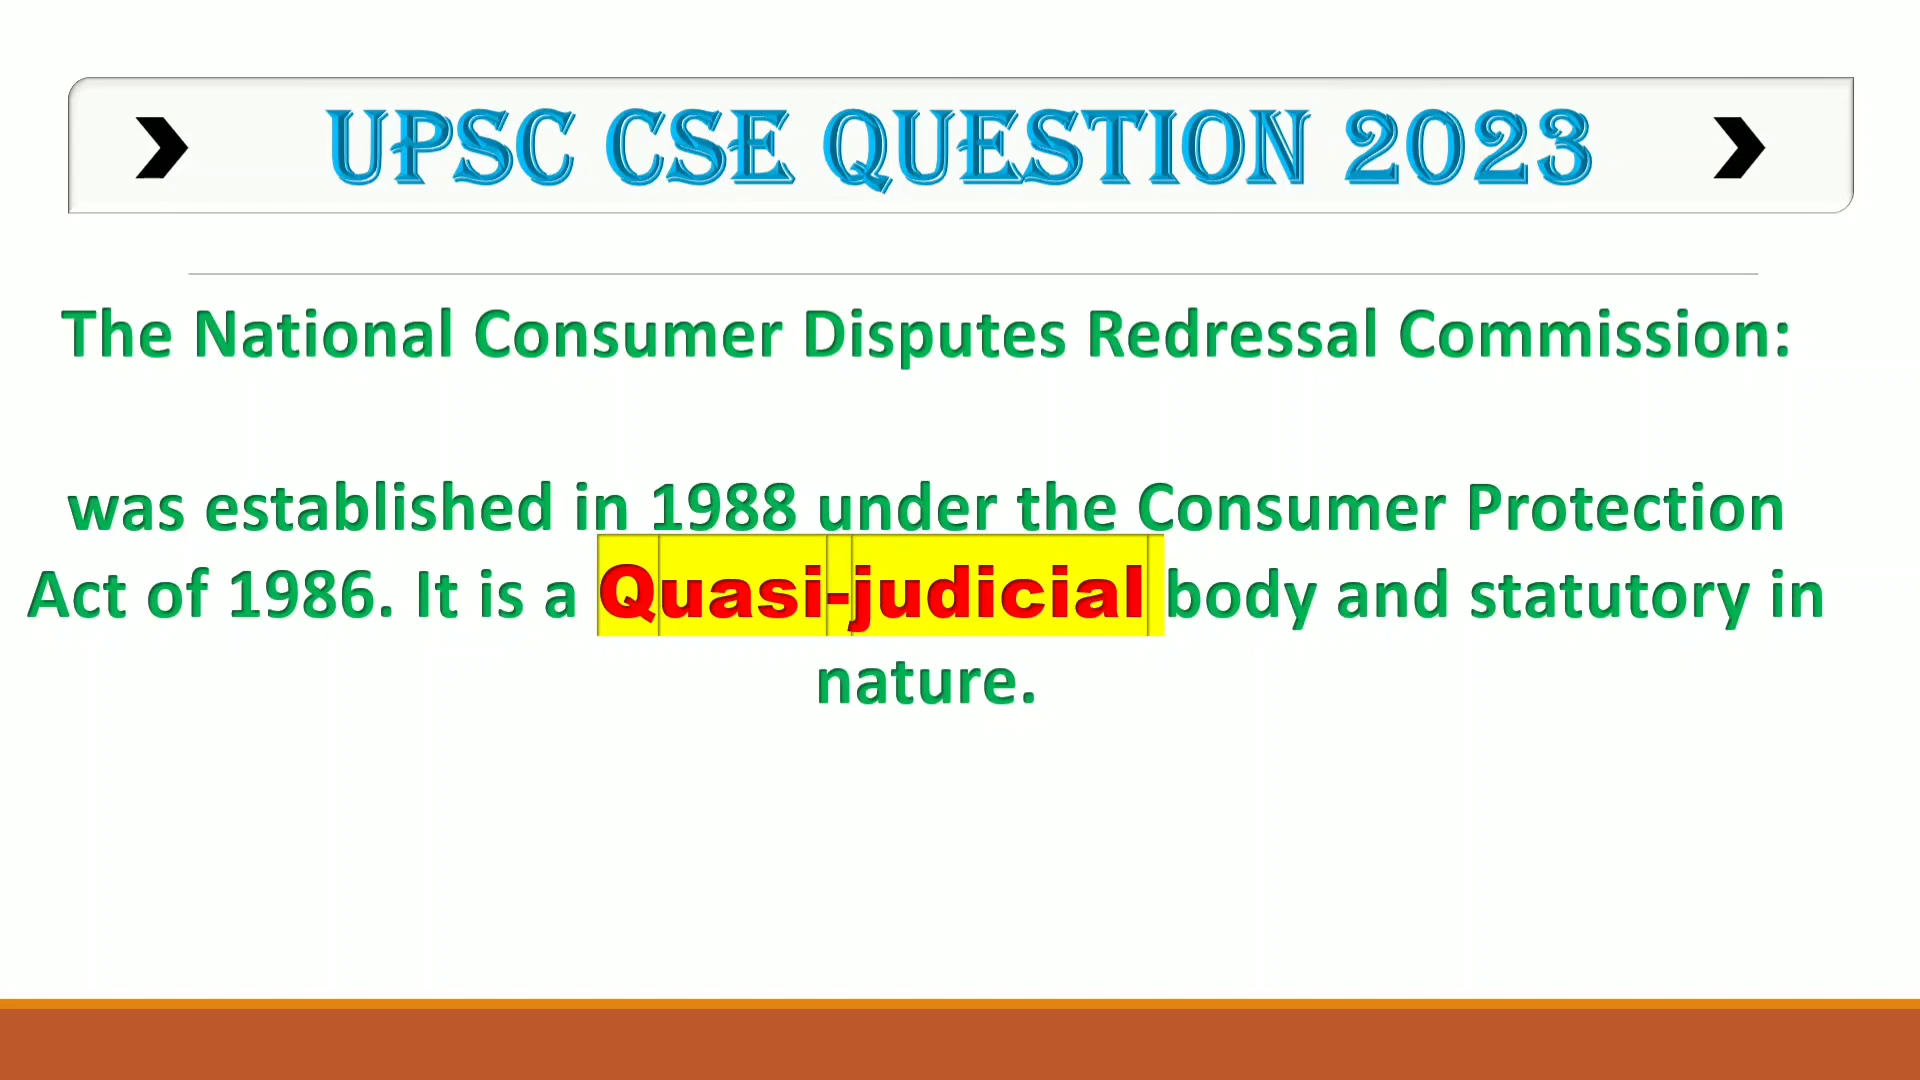 UPSC CSE QUESTION 2023
The National Consumer Disputes Redressal Commission:
was established in 1988 under the Consumer Protection
Act of 1986. It is a Quasi-judicial body and statutory in
nature.